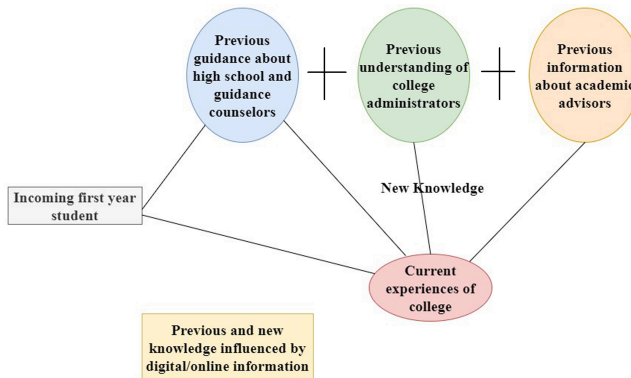 Previous
guidance about
high school and
guidance
counselors
Previous
understanding of
college
administrators
Previous
information
about academic
advisors
New Knowledge
Incoming first year
student
Current
experiences of
college
Previous and new
knowledge influenced by
digital/online information